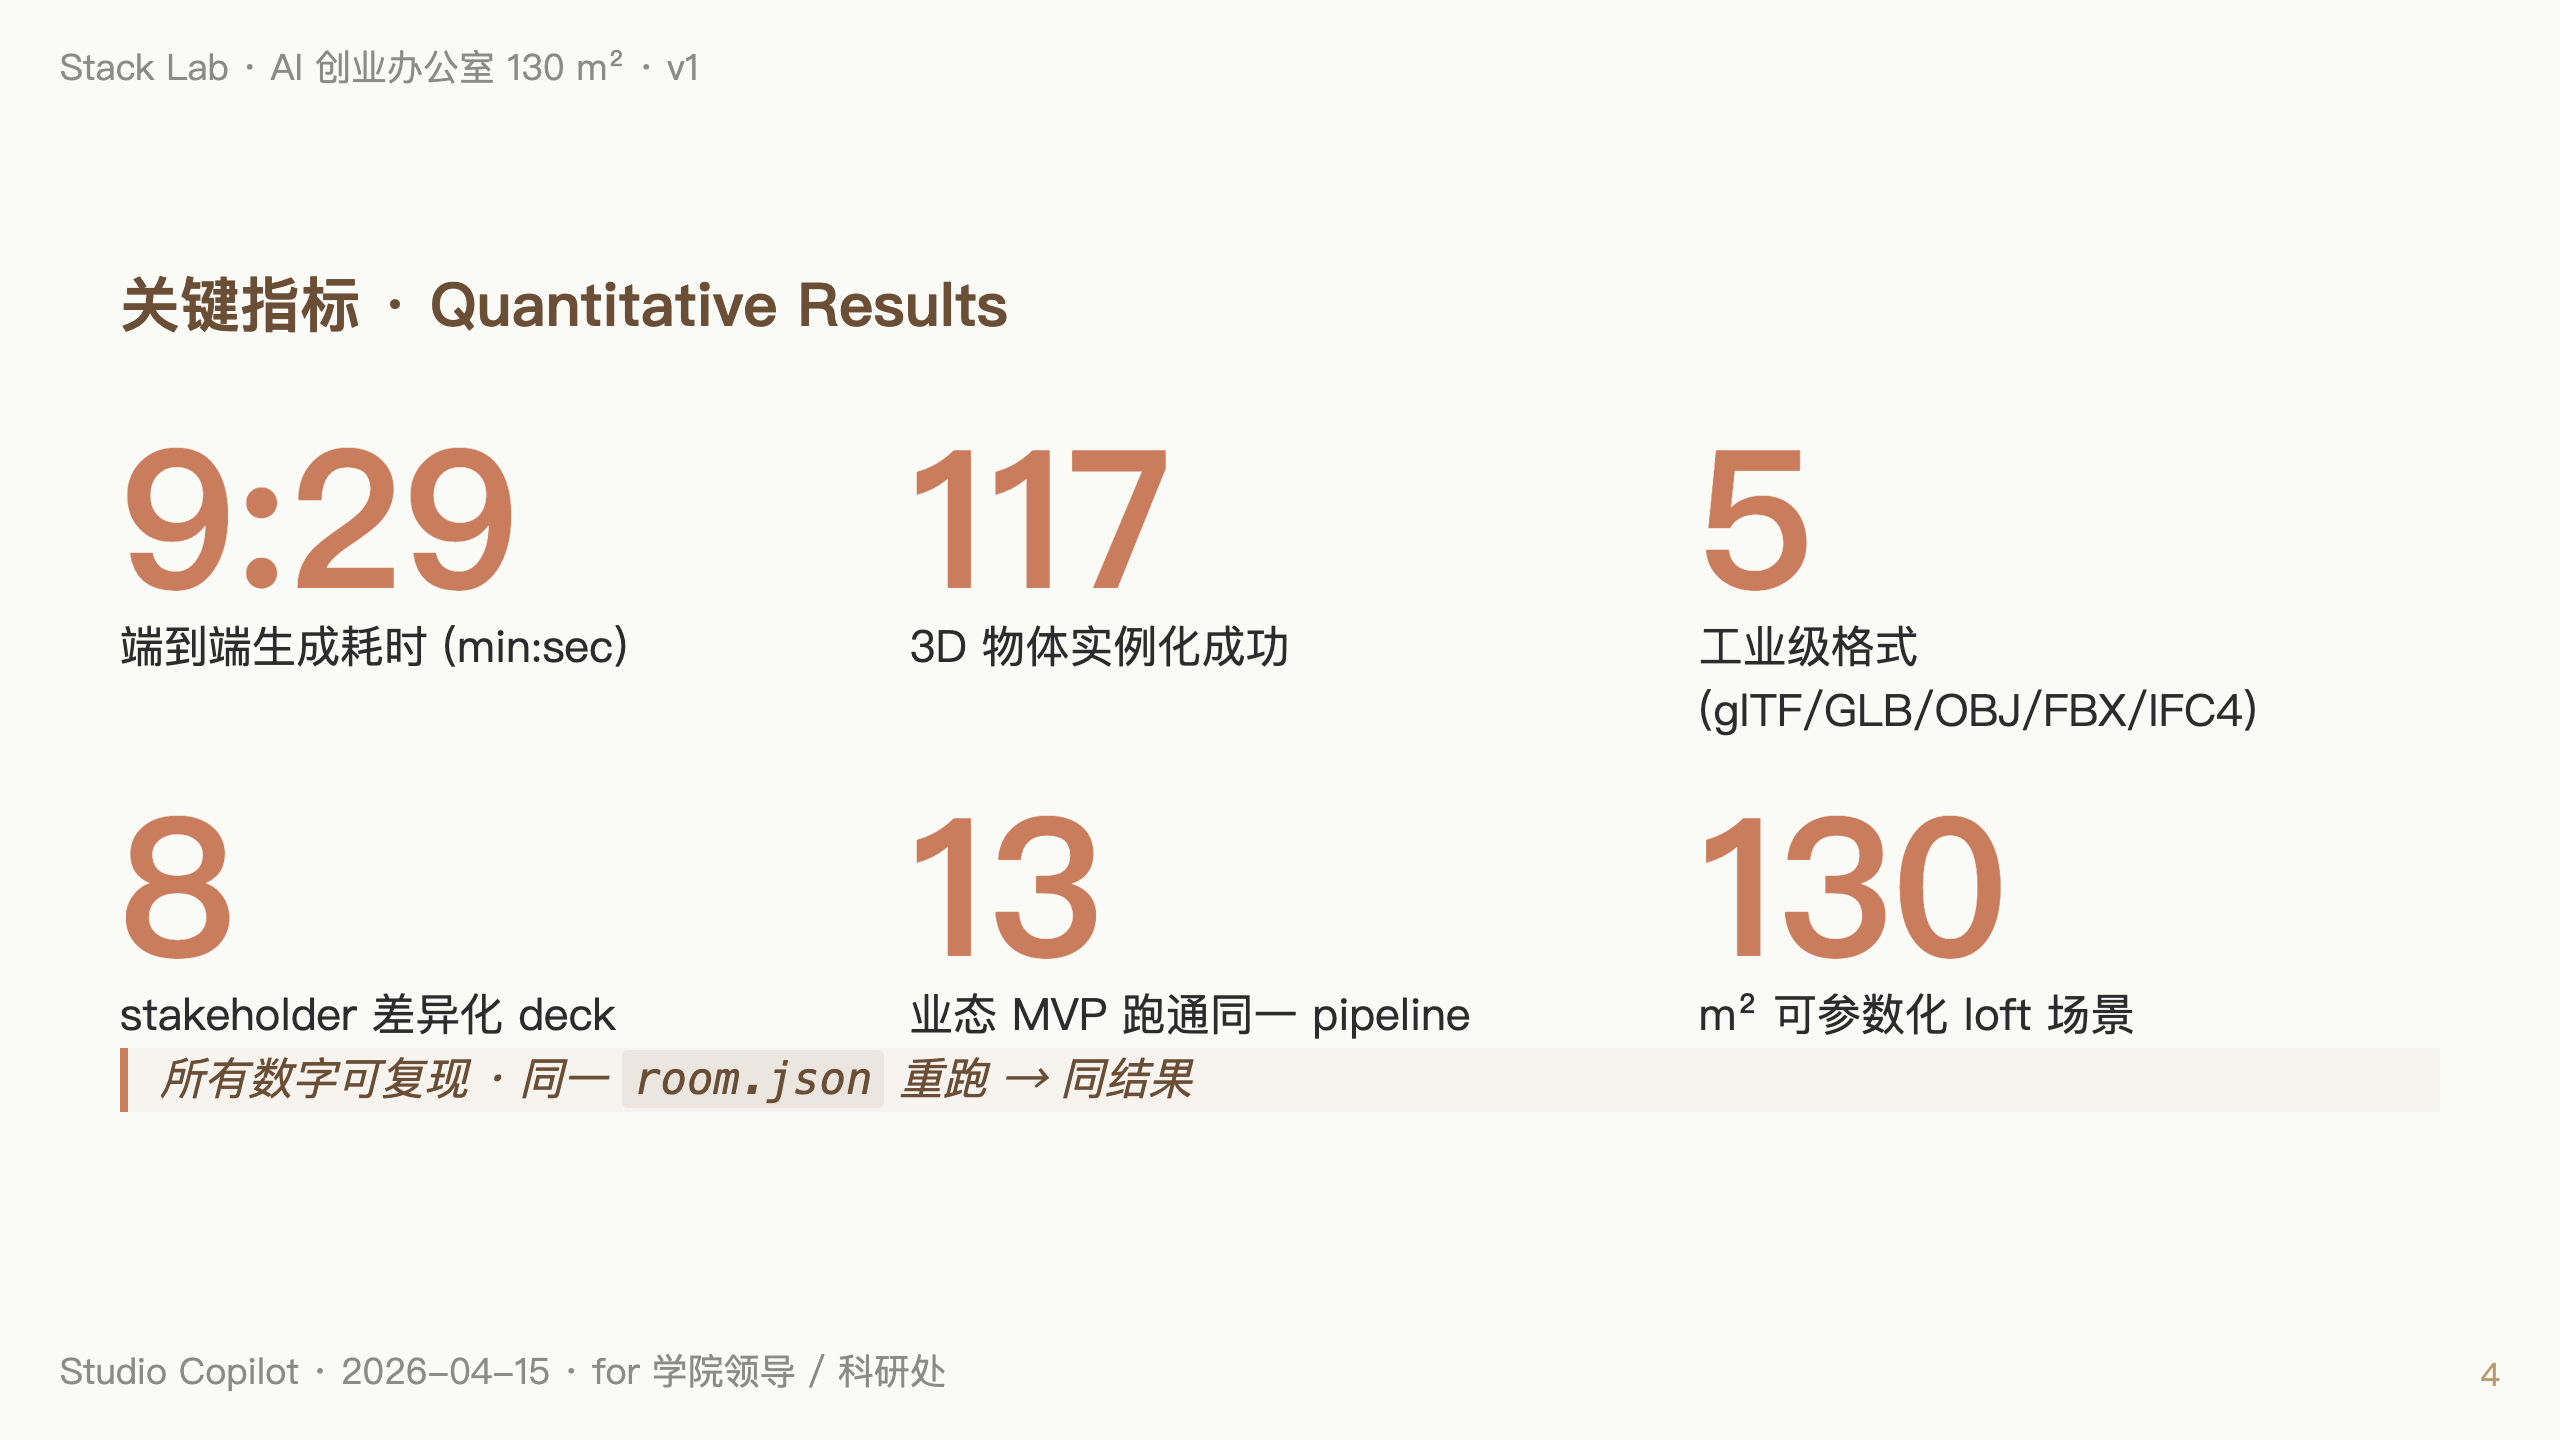 Stack Lab · AI 创业办公室 130 m² · v1
关键指标 · Quantitative Results
9:29
端到端生成耗时 (min:sec)
117
3D 物体实例化成功
5
工业级格式
(glTF/GLB/OBJ/FBX/IFC4)
8
stakeholder 差异化 deck
13
业态 MVP 跑通同一 pipeline
130
m² 可参数化 loft 场景
所有数字可复现 · 同一 room.json 重跑 → 同结果
Studio Copilot · 2026-04-15 · for 学院领导 / 科研处
4